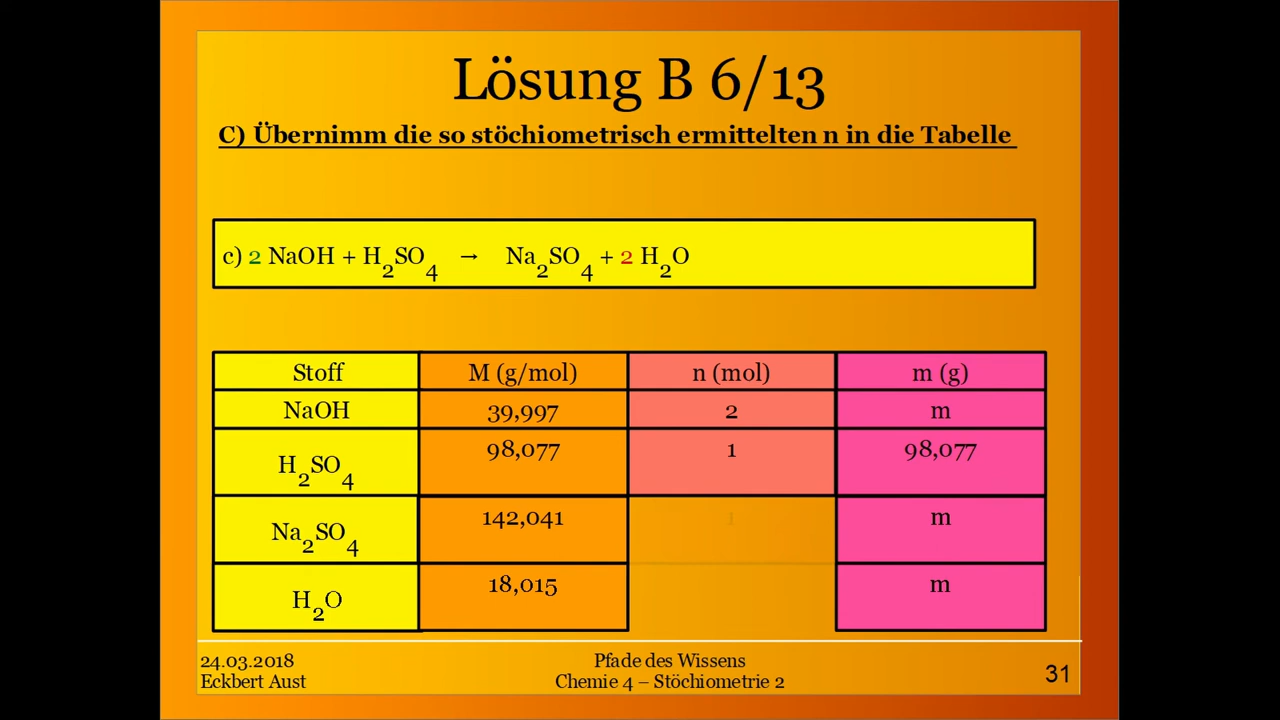 Lösung B 6/13
C) Übernimm die so stöchiometrisch ermittelten n in die Tabelle
c) 2 NaOH + H₂SO₄ → Na₂SO₄ + 2 H₂O
Stoff M (g/mol) n (mol) m (g)
NaOH 39,997 2 m
H₂SO₄ 98,077 1 98,077
Na₂SO₄ 142,041 1 m
H₂O 18,015 m
24.03.2018 Pfade des Wissens
Eckbert Aust Chemie 4 – Stöchiometrie 2 31